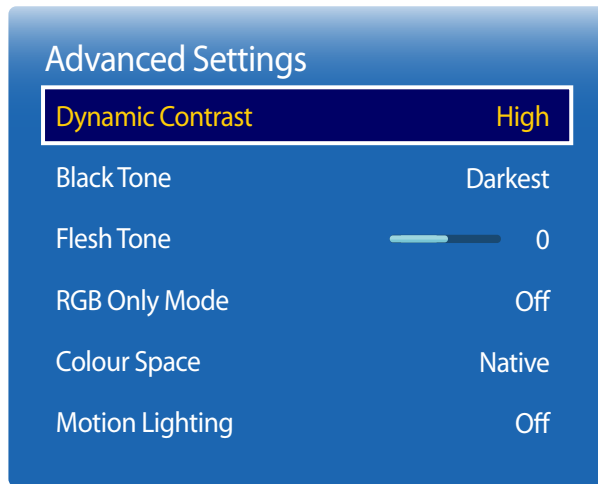 Advanced Settings
Dynamic Contrast High
Black Tone Darkest
Flesh Tone 0
RGB Only Mode Off
Colour Space Native
Motion Lighting Off